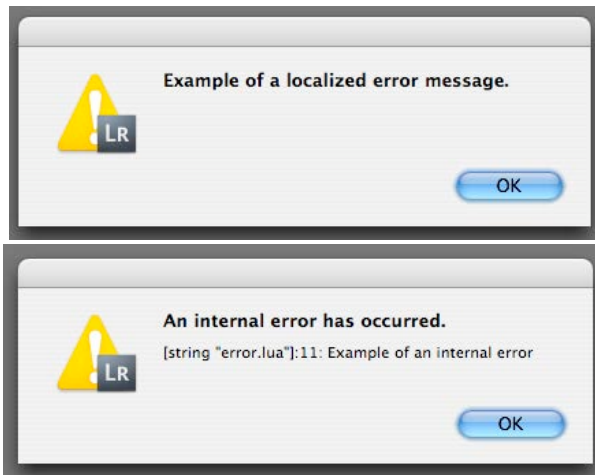 Example of a localized error message.
LR
OK
An internal error has occurred.
[string "error.lua"]:11: Example of an internal error
LR
OK